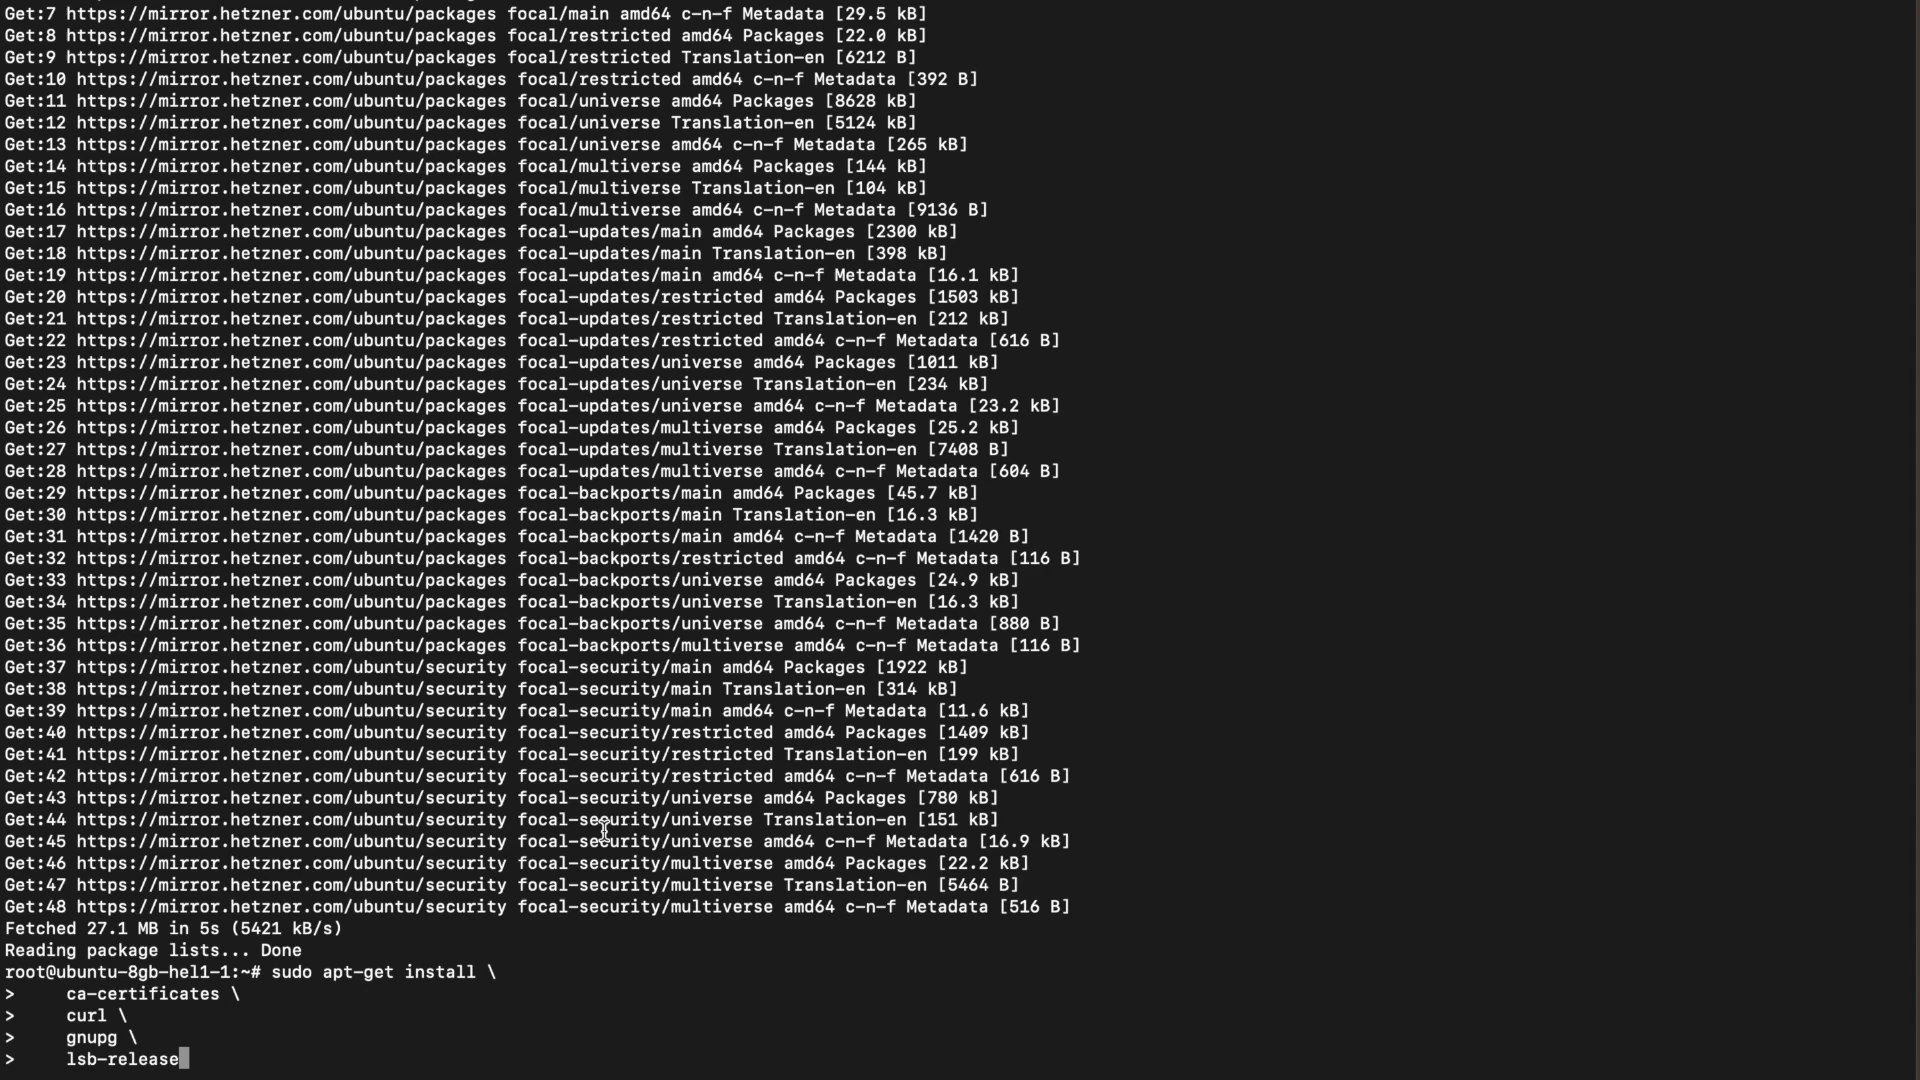 Get:7 https://mirror.hetzner.com/ubuntu/packages focal/main amd64 c-n-f Metadata [29.5 kB]
Get:8 https://mirror.hetzner.com/ubuntu/packages focal/restricted amd64 Packages [22.0 kB]
Get:9 https://mirror.hetzner.com/ubuntu/packages focal/restricted Translation-en [6212 B]
Get:10 https://mirror.hetzner.com/ubuntu/packages focal/restricted amd64 c-n-f Metadata [392 B]
Get:11 https://mirror.hetzner.com/ubuntu/packages focal/universe amd64 Packages [8628 kB]
Get:12 https://mirror.hetzner.com/ubuntu/packages focal/universe Translation-en [5124 kB]
Get:13 https://mirror.hetzner.com/ubuntu/packages focal/universe amd64 c-n-f Metadata [265 kB]
Get:14 https://mirror.hetzner.com/ubuntu/packages focal/multiverse amd64 Packages [144 kB]
Get:15 https://mirror.hetzner.com/ubuntu/packages focal/multiverse Translation-en [104 kB]
Get:16 https://mirror.hetzner.com/ubuntu/packages focal/multiverse amd64 c-n-f Metadata [9136 B]
Get:17 https://mirror.hetzner.com/ubuntu/packages focal-updates/main amd64 Packages [2300 kB]
Get:18 https://mirror.hetzner.com/ubuntu/packages focal-updates/main Translation-en [398 kB]
Get:19 https://mirror.hetzner.com/ubuntu/packages focal-updates/main amd64 c-n-f Metadata [16.1 kB]
Get:20 https://mirror.hetzner.com/ubuntu/packages focal-updates/restricted amd64 Packages [1503 kB]
Get:21 https://mirror.hetzner.com/ubuntu/packages focal-updates/restricted Translation-en [212 kB]
Get:22 https://mirror.hetzner.com/ubuntu/packages focal-updates/restricted amd64 c-n-f Metadata [616 B]
Get:23 https://mirror.hetzner.com/ubuntu/packages focal-updates/universe amd64 Packages [1011 kB]
Get:24 https://mirror.hetzner.com/ubuntu/packages focal-updates/universe Translation-en [234 kB]
Get:25 https://mirror.hetzner.com/ubuntu/packages focal-updates/universe amd64 c-n-f Metadata [23.2 kB]
Get:26 https://mirror.hetzner.com/ubuntu/packages focal-updates/multiverse amd64 Packages [25.2 kB]
Get:27 https://mirror.hetzner.com/ubuntu/packages focal-updates/multiverse Translation-en [7408 B]
Get:28 https://mirror.hetzner.com/ubuntu/packages focal-updates/multiverse amd64 c-n-f Metadata [604 B]
Get:29 https://mirror.hetzner.com/ubuntu/packages focal-backports/main amd64 Packages [45.7 kB]
Get:30 https://mirror.hetzner.com/ubuntu/packages focal-backports/main Translation-en [16.3 kB]
Get:31 https://mirror.hetzner.com/ubuntu/packages focal-backports/main amd64 c-n-f Metadata [1420 B]
Get:32 https://mirror.hetzner.com/ubuntu/packages focal-backports/restricted amd64 c-n-f Metadata [116 B]
Get:33 https://mirror.hetzner.com/ubuntu/packages focal-backports/universe amd64 Packages [24.9 kB]
Get:34 https://mirror.hetzner.com/ubuntu/packages focal-backports/universe Translation-en [16.3 kB]
Get:35 https://mirror.hetzner.com/ubuntu/packages focal-backports/universe amd64 c-n-f Metadata [880 B]
Get:36 https://mirror.hetzner.com/ubuntu/packages focal-backports/multiverse amd64 c-n-f Metadata [116 B]
Get:37 https://mirror.hetzner.com/ubuntu/security focal-security/main amd64 Packages [1922 kB]
Get:38 https://mirror.hetzner.com/ubuntu/security focal-security/main Translation-en [314 kB]
Get:39 https://mirror.hetzner.com/ubuntu/security focal-security/main amd64 c-n-f Metadata [11.6 kB]
Get:40 https://mirror.hetzner.com/ubuntu/security focal-security/restricted amd64 Packages [1409 kB]
Get:41 https://mirror.hetzner.com/ubuntu/security focal-security/restricted Translation-en [199 kB]
Get:42 https://mirror.hetzner.com/ubuntu/security focal-security/restricted amd64 c-n-f Metadata [616 B]
Get:43 https://mirror.hetzner.com/ubuntu/security focal-security/universe amd64 Packages [780 kB]
Get:44 https://mirror.hetzner.com/ubuntu/security focal-security/universe Translation-en [151 kB]
Get:45 https://mirror.hetzner.com/ubuntu/security focal-security/universe amd64 c-n-f Metadata [16.9 kB]
Get:46 https://mirror.hetzner.com/ubuntu/security focal-security/multiverse amd64 Packages [22.2 kB]
Get:47 https://mirror.hetzner.com/ubuntu/security focal-security/multiverse Translation-en [5464 B]
Get:48 https://mirror.hetzner.com/ubuntu/security focal-security/multiverse amd64 c-n-f Metadata [516 B]
Fetched 27.1 MB in 5s (5421 kB/s)
Reading package lists... Done
root@ubuntu-8gb-hel1-1:~# sudo apt-get install \
>     ca-certificates \
>     curl \
>     gnupg \
>     lsb-release